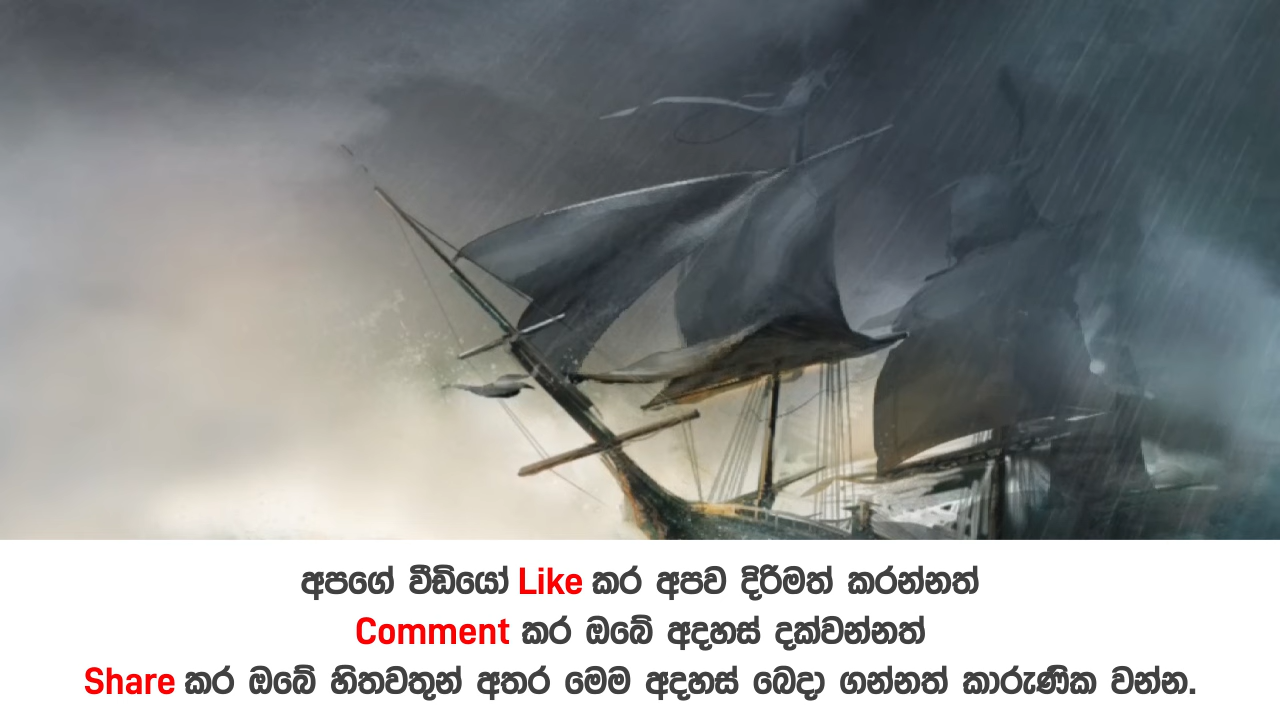 අපගේ වීඩියෝ Like කර අපව දිරිමත් කරන්නත්
Comment කර ඔබේ අදහස් දක්වන්නත්
Share කර ඔබේ හිතවතුන් අතර මෙම අදහස් බෙදා ගන්නත් කාරුණික වන්න.